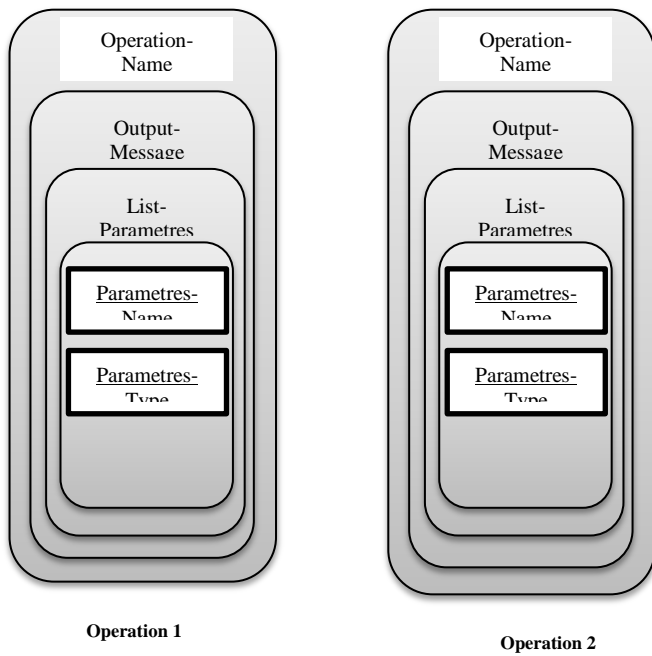 Operation-
Name
Output-
Message
List-
Parametres
Parametres-
Name
Parametres-
Type
Operation 1
Operation-
Name
Output-
Message
List-
Parametres
Parametres-
Name
Parametres-
Type
Operation 2